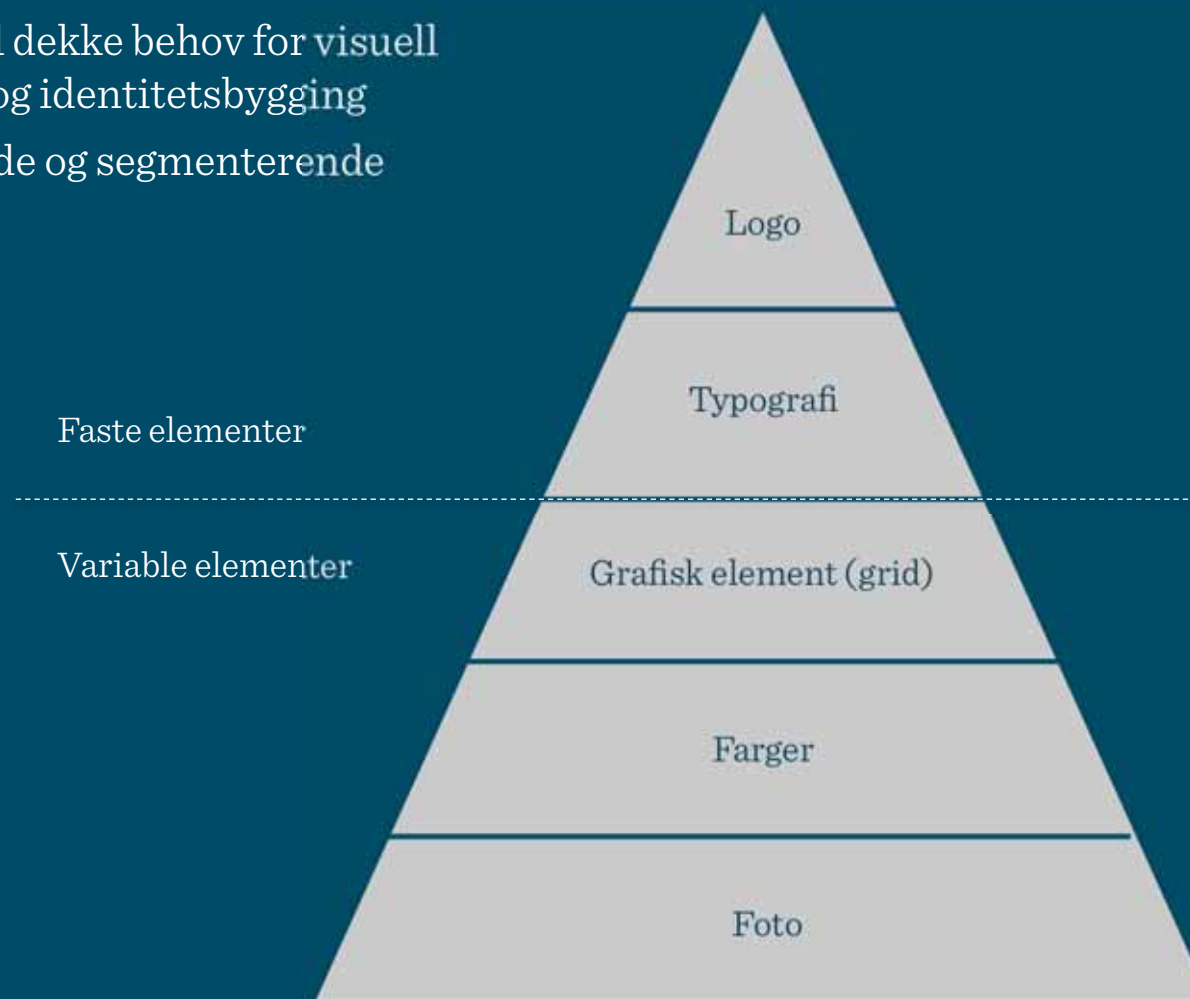 dekke behov for visuell
og identitetsbygging
de og segmenterende
Logo
Typografi
Faste elementer
Variable elementer
Grafisk element (grid)
Farger
Foto